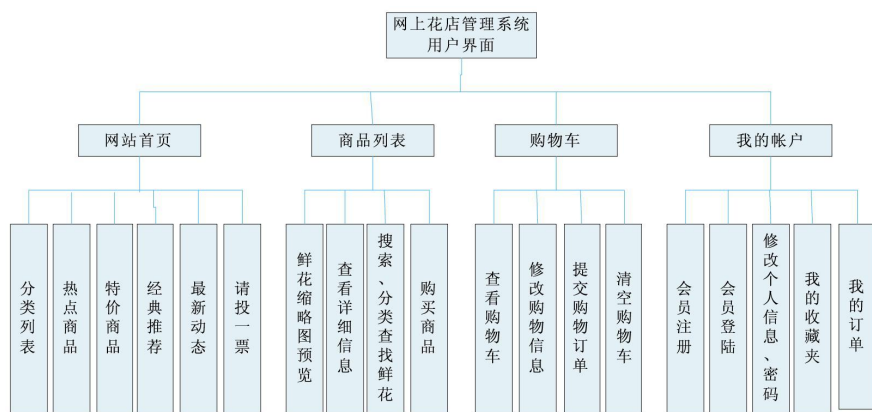 网上花店管理系统
用户界面
网站首页
商品列表
购物车
我的帐户
分类列表
热点商品
特价商品
经典推荐
最新动态
请投一票
鲜花缩略图预览
查看详细信息
搜索、分类查找鲜花
购买商品
查看购物车
修改购物信息
提交购物订单
清空购物车
会员注册
会员登陆
修改个人信息、密码
我的收藏夹
我的订单